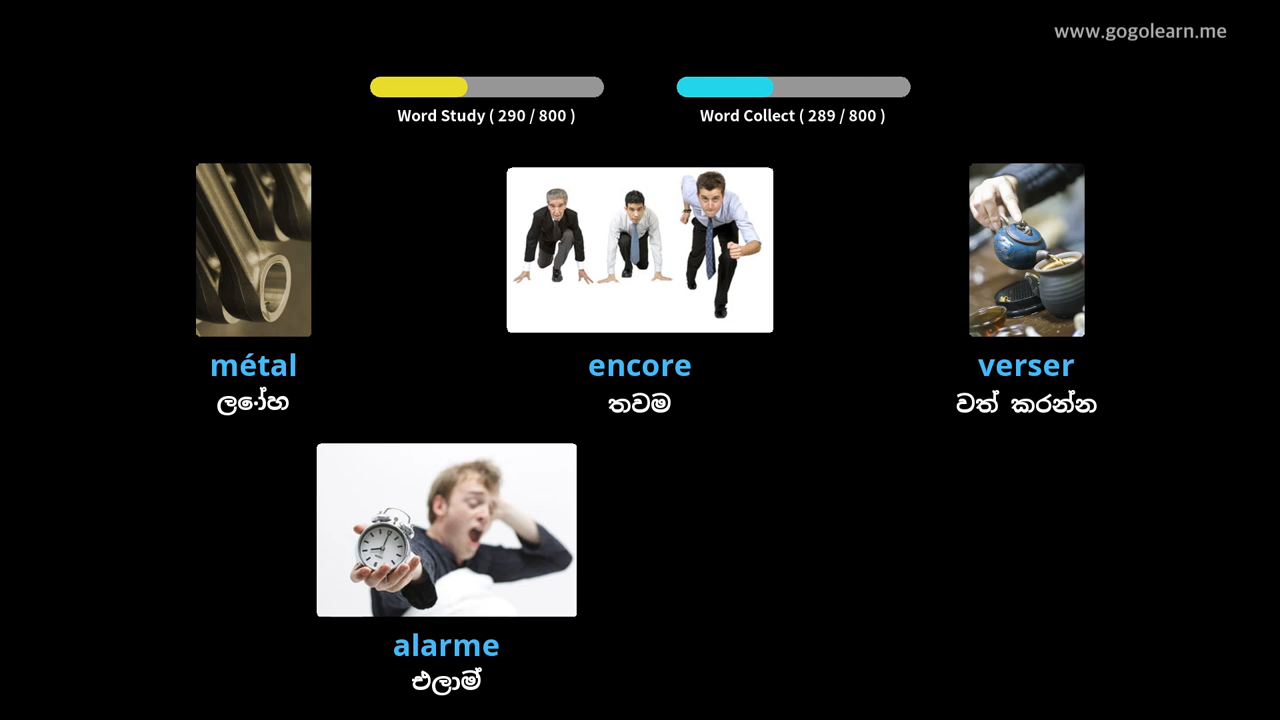 www.gogolearn.me
Word Study ( 290 / 800 )
Word Collect ( 289 / 800 )
métal
encore
verser
ලෝහ
තවම
වත් කරන්න
alarme
එලාම්